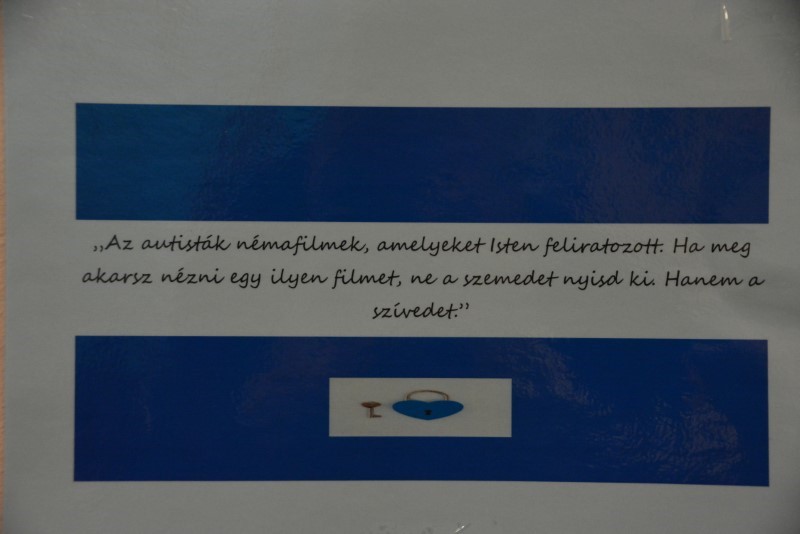 „Az autisták némafilmek, amelyeket Isten feliratozott. Ha meg
akarsz nézni egy ilyen filmet, ne a szemedet nyisd ki. Hanem a
szívedet.”